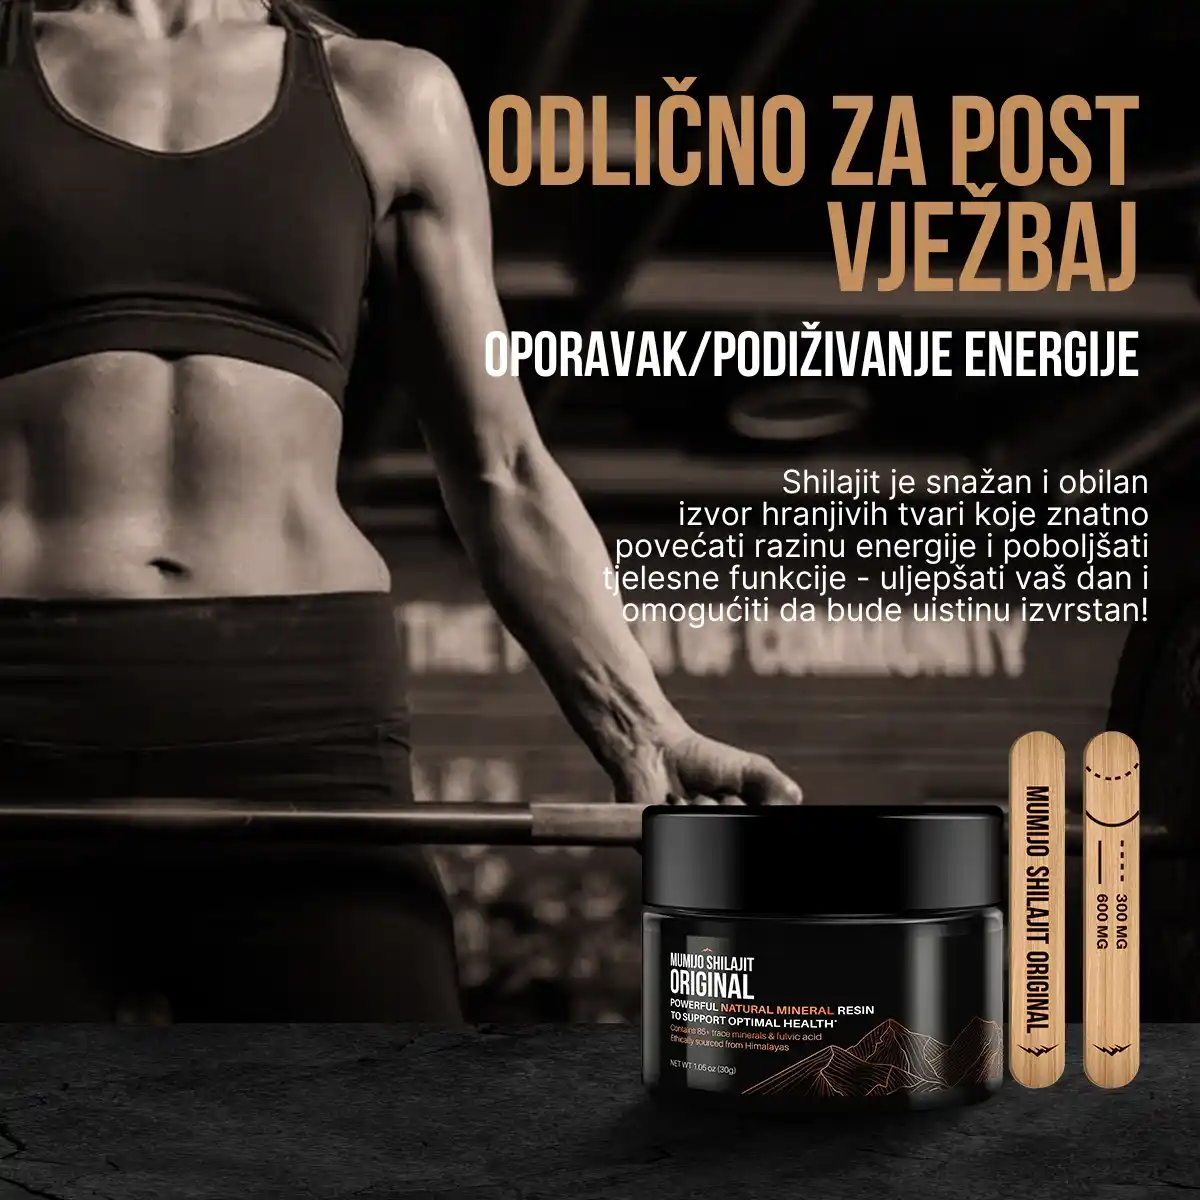 ODLIČNO ZA POST
VJEŽBAJ
OPORAVAK/PODIŽIVANJE ENERGIJE
Shilajit je snažan i obilan
izvor hranjivih tvari koje znatno
povećati razinu energije i poboljšati
tjelesne funkcije - uljepšati vaš dan i
omogućiti da bude uistinu izvrstan!
COMMUNITY
MUMIJO SHILAJIT ORIGINAL
300 MG
600 MG
MUMIJO SHILAJIT
ORIGINAL
POWERFUL NATURAL MINERAL RESIN
TO SUPPORT OPTIMAL HEALTH*
Contains 85+ trace minerals & fulvic acid
Ethically sourced from Himalayas
NET WT 1.05 oz (30g)